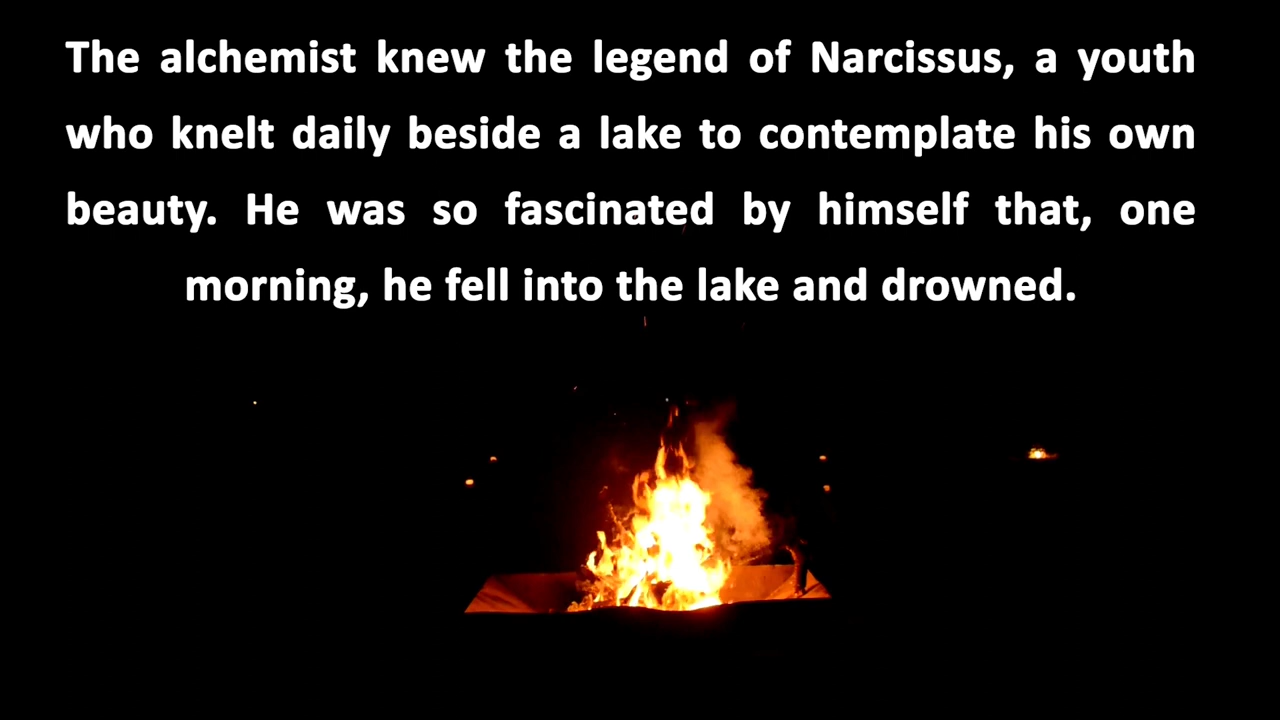 The alchemist knew the legend of Narcissus, a youth
who knelt daily beside a lake to contemplate his own
beauty. He was so fascinated by himself that, one
morning, he fell into the lake and drowned.